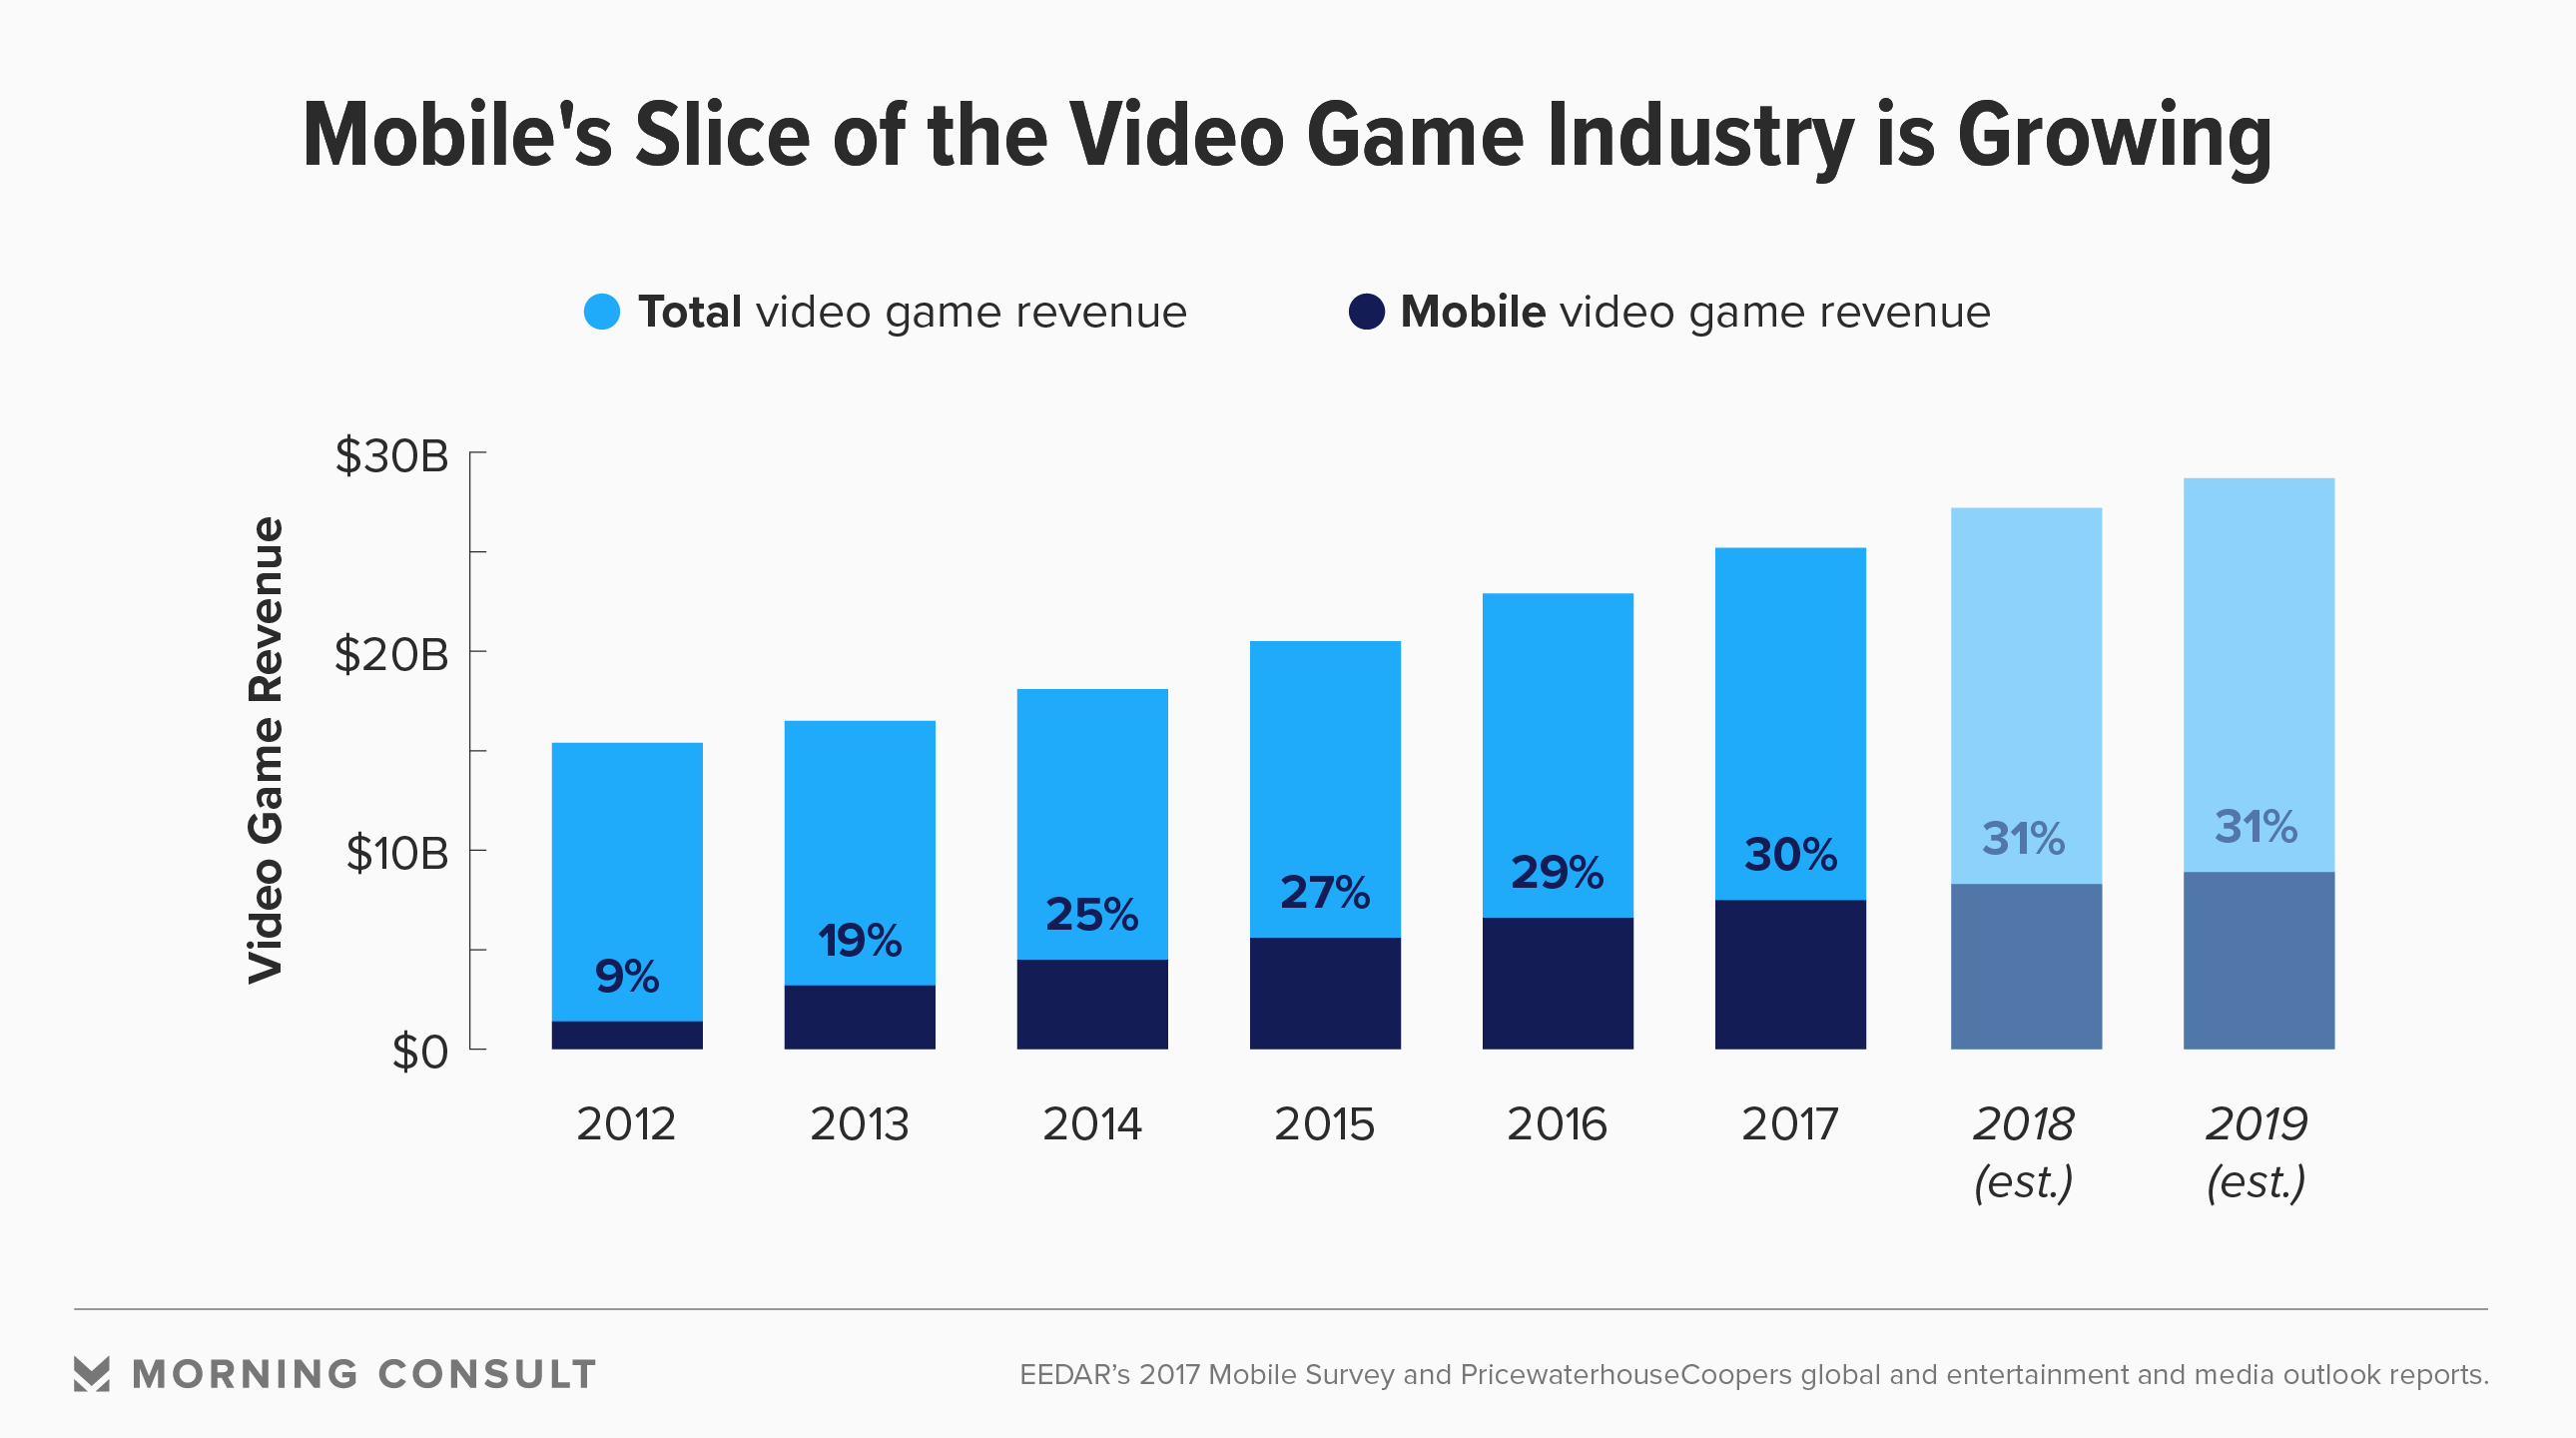 Mobile's Slice of the Video Game Industry is Growing
Total video game revenue
Mobile video game revenue
Video Game Revenue
$30B
$20B
$10B
$0
9%
19%
25%
27%
29%
30%
31%
31%
2012
2013
2014
2015
2016
2017
2018
(est.)
2019
(est.)
MORNING CONSULT
EEDAR’s 2017 Mobile Survey and PricewaterhouseCoopers global and entertainment and media outlook reports.